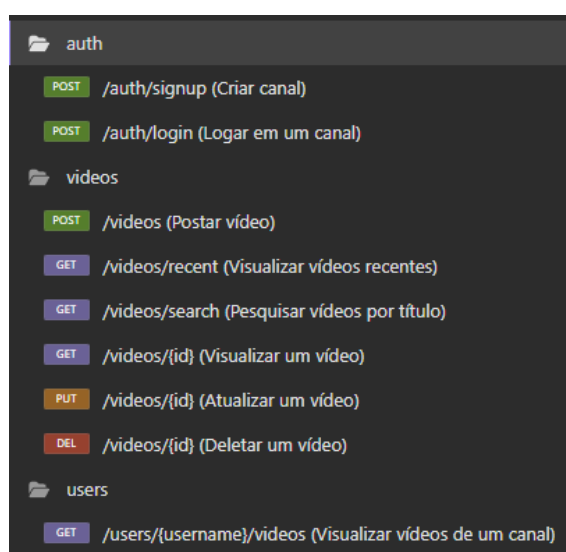 auth
POST /auth/signup (Criar canal)
POST /auth/login (Logar em um canal)
videos
POST /videos (Postar vídeo)
GET /videos/recent (Visualizar vídeos recentes)
GET /videos/search (Pesquisar vídeos por título)
GET /videos/{id} (Visualizar um vídeo)
PUT /videos/{id} (Atualizar um vídeo)
DEL /videos/{id} (Deletar um vídeo)
users
GET /users/{username}/videos (Visualizar vídeos de um canal)